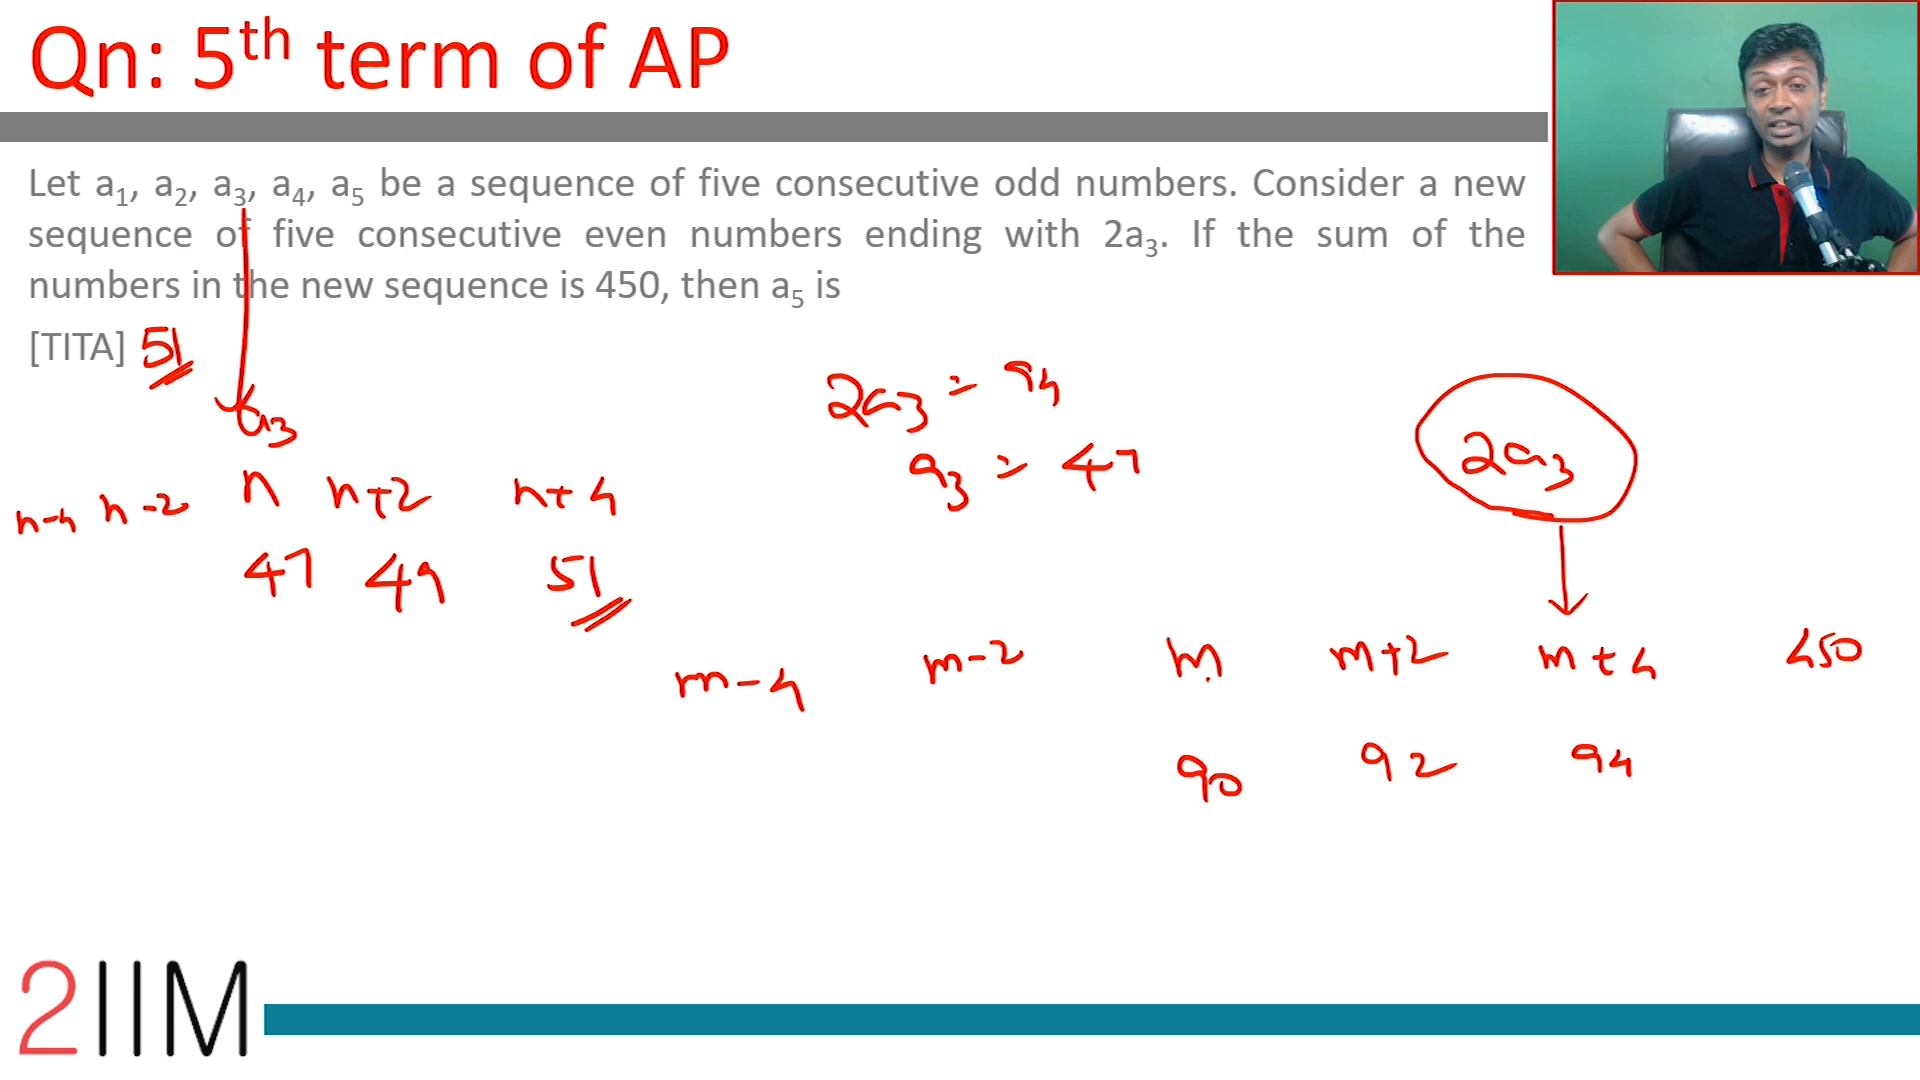 Qn: 5th term of AP
Let a1, a2, a3, a4, a5 be a sequence of five consecutive odd numbers. Consider a new
sequence of five consecutive even numbers ending with 2a3. If the sum of the
numbers in the new sequence is 450, then a5 is
[TITA] 51
a3
2a3 = 94
a3 = 47
2a3
n-4 n-2 n n+2 n+4
47 49 51
m-4 m-2 m m+2 m+4 450
90 92 94
2IIM